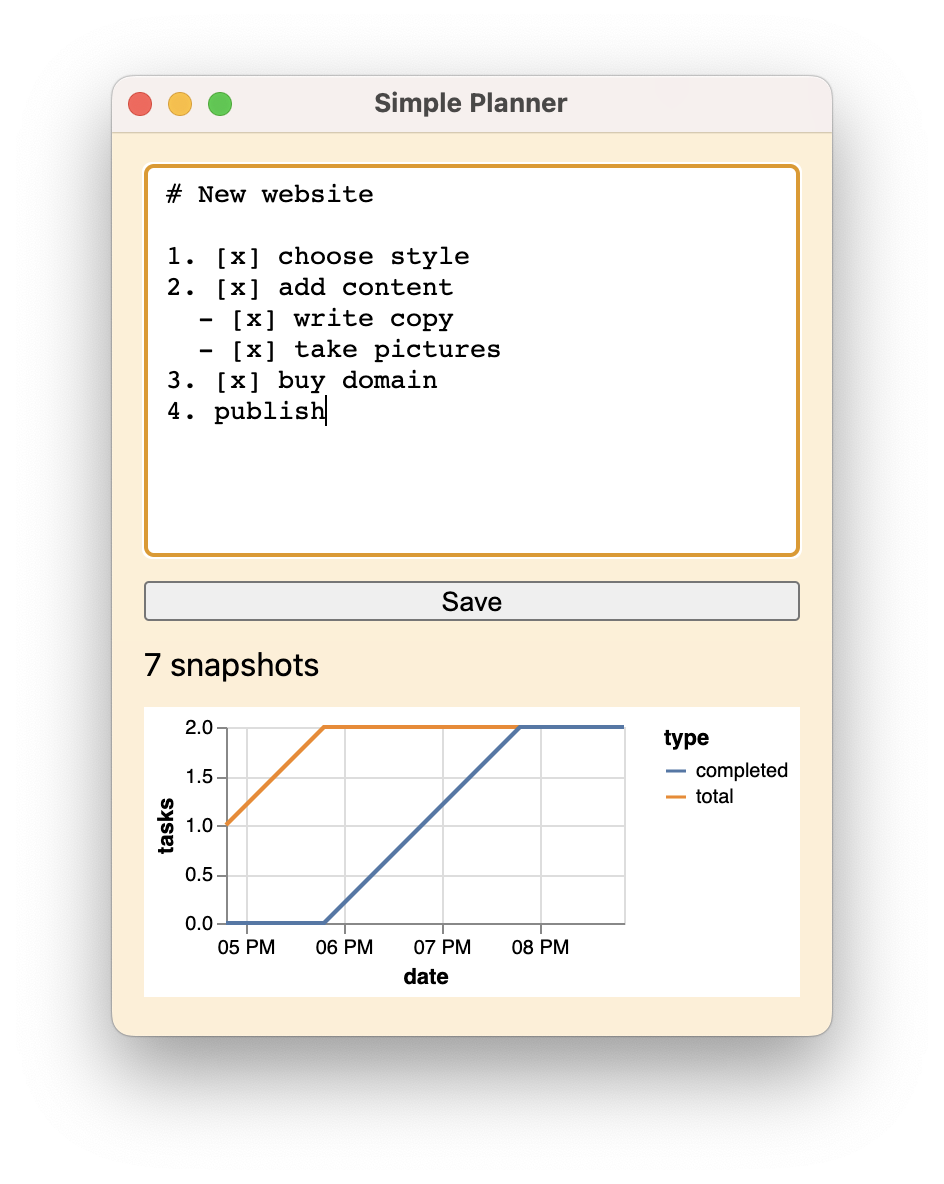 Simple Planner
# New website
1. [x] choose style
2. [x] add content
  - [x] write copy
  - [x] take pictures
3. [x] buy domain
4. publish
Save
7 snapshots
2.0
1.5
1.0
0.5
0.0
tasks
05 PM 06 PM 07 PM 08 PM
date
type
completed
total